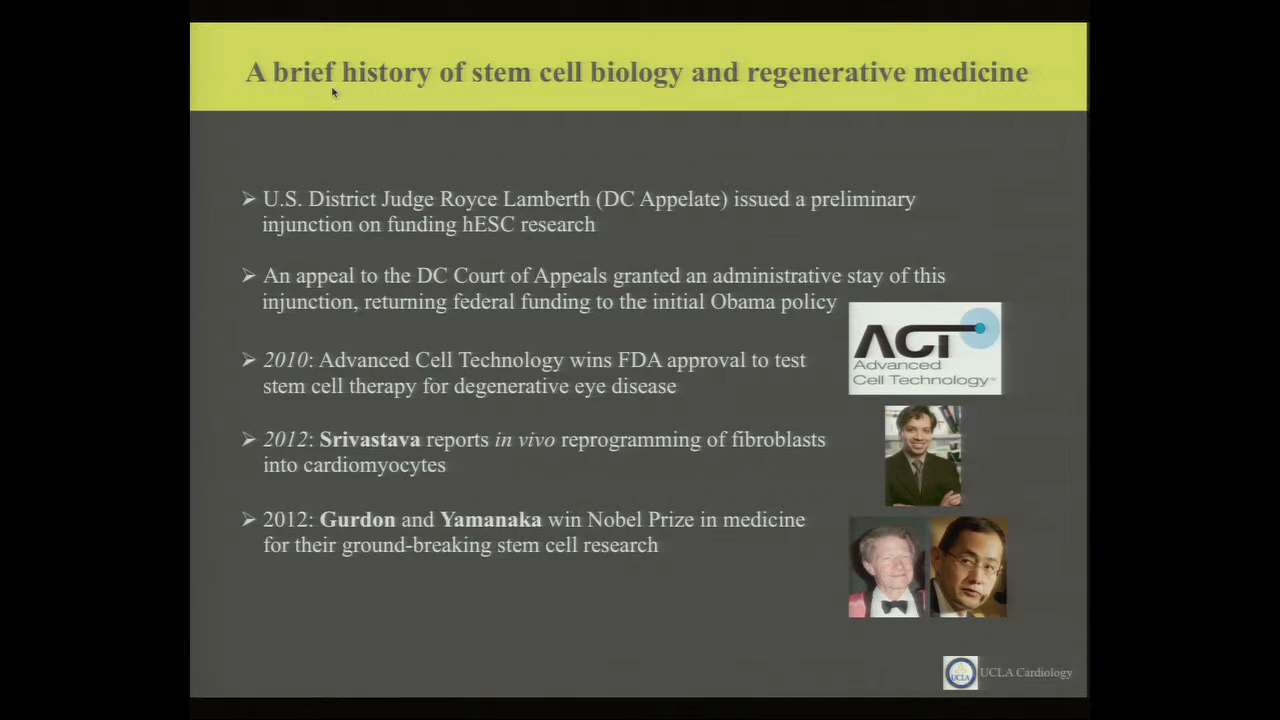 A brief history of stem cell biology and regenerative medicine
➢ U.S. District Judge Royce Lamberth (DC Appelate) issued a preliminary
injunction on funding hESC research
➢ An appeal to the DC Court of Appeals granted an administrative stay of this
injunction, returning federal funding to the initial Obama policy
➢ 2010: Advanced Cell Technology wins FDA approval to test
stem cell therapy for degenerative eye disease
ACT
Advanced
Cell Technology™
➢ 2012: Srivastava reports in vivo reprogramming of fibroblasts
into cardiomyocytes
➢ 2012: Gurdon and Yamanaka win Nobel Prize in medicine
for their ground-breaking stem cell research
UCLA
UCLA Cardiology